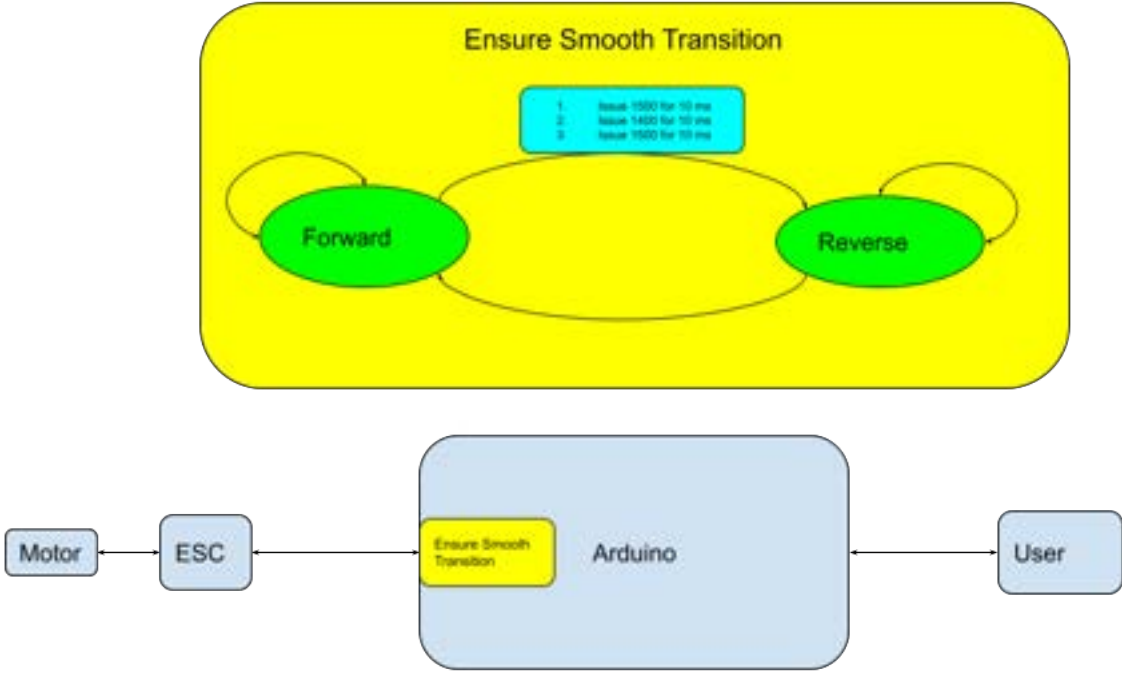 Ensure Smooth Transition
1. Issue 1500 for 10 ms
2. Issue 1400 for 10 ms
3. Issue 1500 for 10 ms
Forward
Reverse
Motor
ESC
Ensure Smooth
Transition
Arduino
User